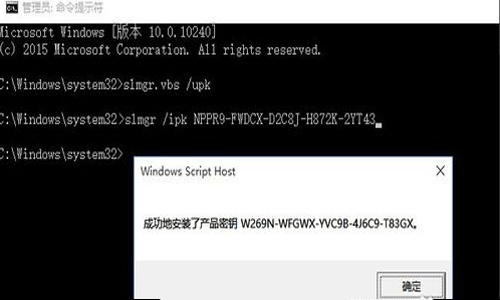 管理员: 命令提示符
Microsoft Windows [版本 10.0.10240]
(c) 2015 Microsoft Corporation. All rights reserved.
C:\Windows\system32>slmgr.vbs /upk
C:\Windows\system32>slmgr /ipk NPPR9-FWDCX-D2C8J-H872K-2YT43
C:\Windows\system32>
Windows Script Host
成功地安装了产品密钥 W269N-WFGWX-YVC9B-4J6C9-T83GX。
确定